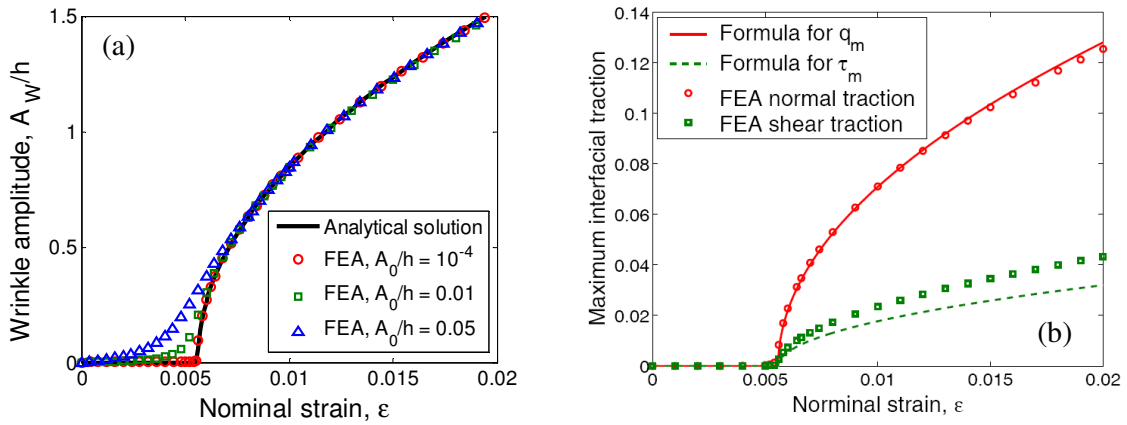 (a)
Wrinkle amplitude, A_w/h
1.5
1
0.5
0
0 0.005 0.01 0.015 0.02
Nominal strain, ε
Analytical solution
FEA, A_0/h = 10^-4
FEA, A_0/h = 0.01
FEA, A_0/h = 0.05
Maximum interfacial traction
0.14
0.12
0.1
0.08
0.06
0.04
0.02
0
0 0.005 0.01 0.015 0.02
Norminal strain, ε
Formula for q_m
Formula for τ_m
FEA normal traction
FEA shear traction
(b)